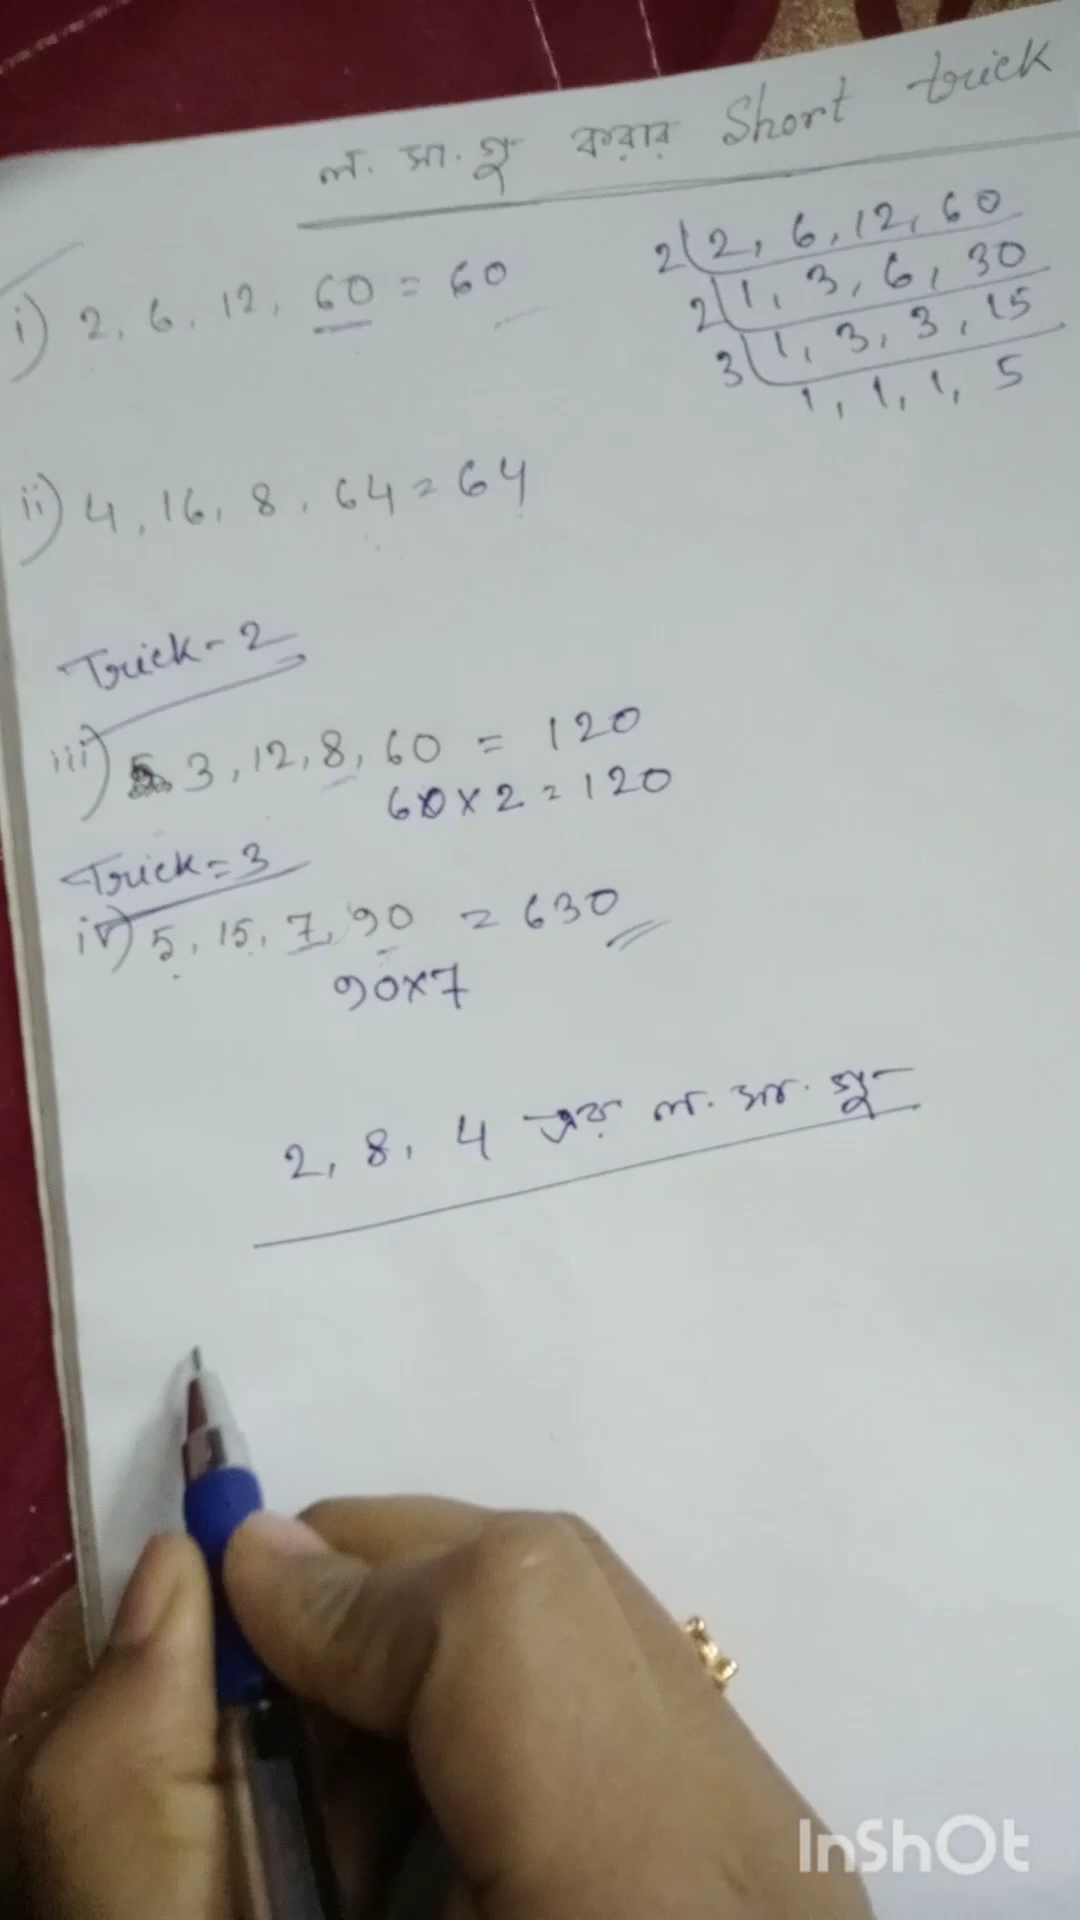 ল. সা. গু করার Short trick
i) 2, 6, 12, 60 = 60
2 | 2, 6, 12, 60
2 | 1, 3, 6, 30
3 | 1, 3, 3, 15
1, 1, 1, 5
ii) 4, 16, 8, 64 = 64
Trick - 2
iii) 3, 12, 8, 60 = 120
60 x 2 = 120
Trick = 3
iv) 5, 15, 7, 90 = 630
90x7
2, 8, 4 এর ল. সা. গু
InShOt